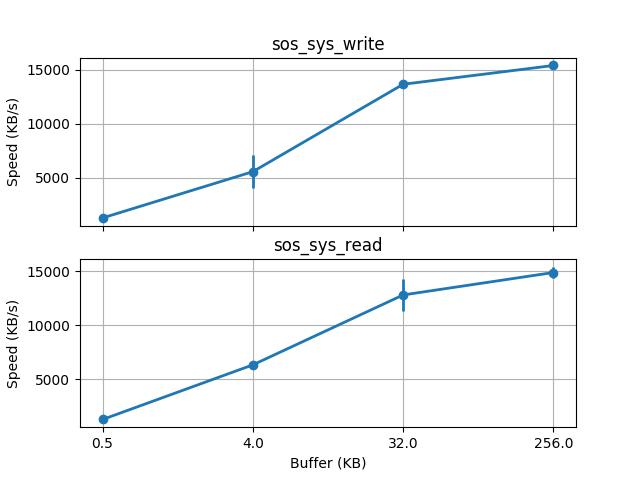 sos_sys_write
15000
10000
5000
Speed (KB/s)
sos_sys_read
15000
10000
5000
Speed (KB/s)
0.5 4.0 32.0 256.0
Buffer (KB)